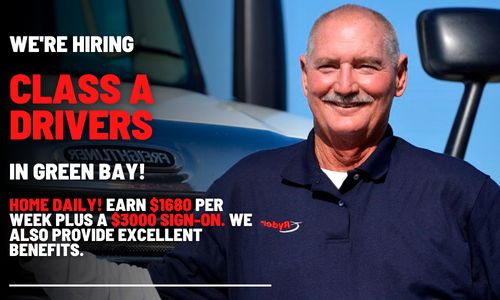 WE'RE HIRING
CLASS A
DRIVERS
IN GREEN BAY!
HOME DAILY! EARN $1680 PER
WEEK PLUS A $3000 SIGN-ON. WE
ALSO PROVIDE EXCELLENT
BENEFITS.
FREIGHTLINER
Ryder